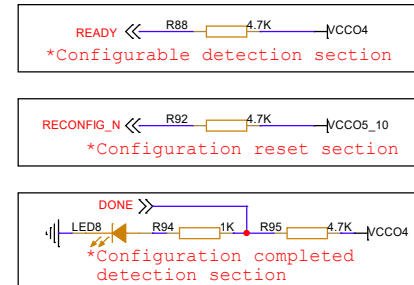 READY R88 4.7K VCCO4
*Configurable detection section
RECONFIG_N R92 4.7K VCCO5_10
*Configuration reset section
DONE
LED8 R94 1K R95 4.7K VCCO4
*Configuration completed
detection section